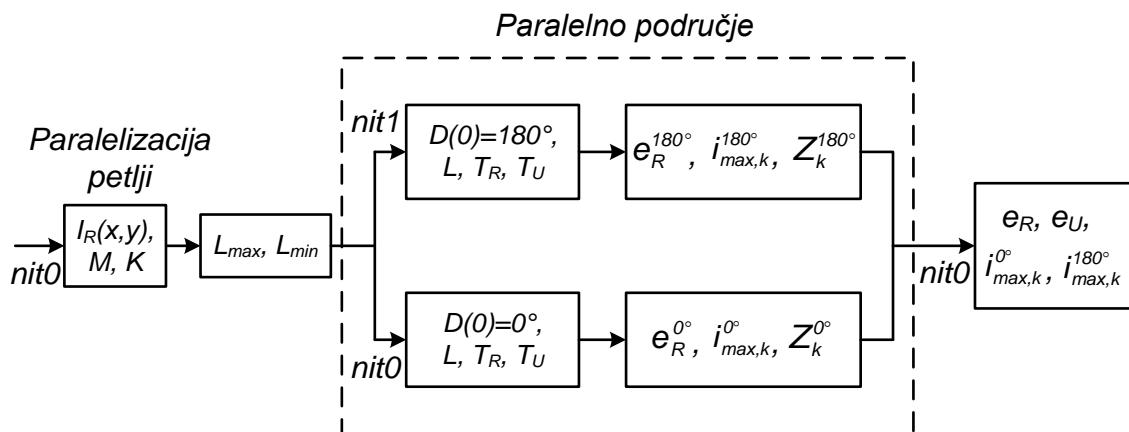 Paralelno područje
Paralelizacija
petlji
nit0
I_R(x,y),
M, K
L_max, L_min
nit1
D(0)=180°,
L, T_R, T_U
e_R^180°, i_max,k^180°, Z_k^180°
nit0
D(0)=0°,
L, T_R, T_U
e_R^0°, i_max,k^0°, Z_k^0°
nit0
e_R, e_U,
i_max,k^0°, i_max,k^180°